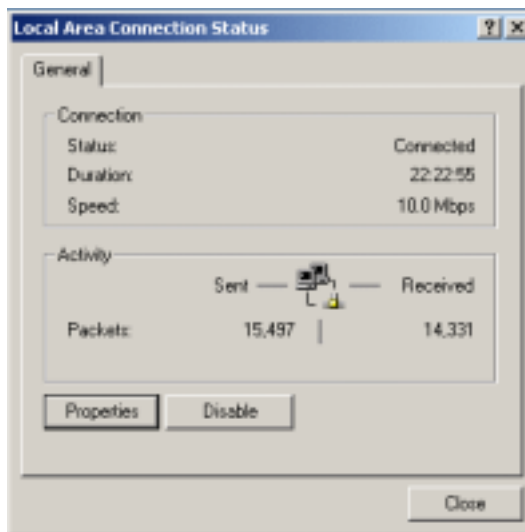 Local Area Connection Status
General
Connection
Status: Connected
Duration: 22:22:55
Speed: 10.0 Mbps
Activity
Sent Received
Packets: 15,497 14,331
Properties Disable
Close